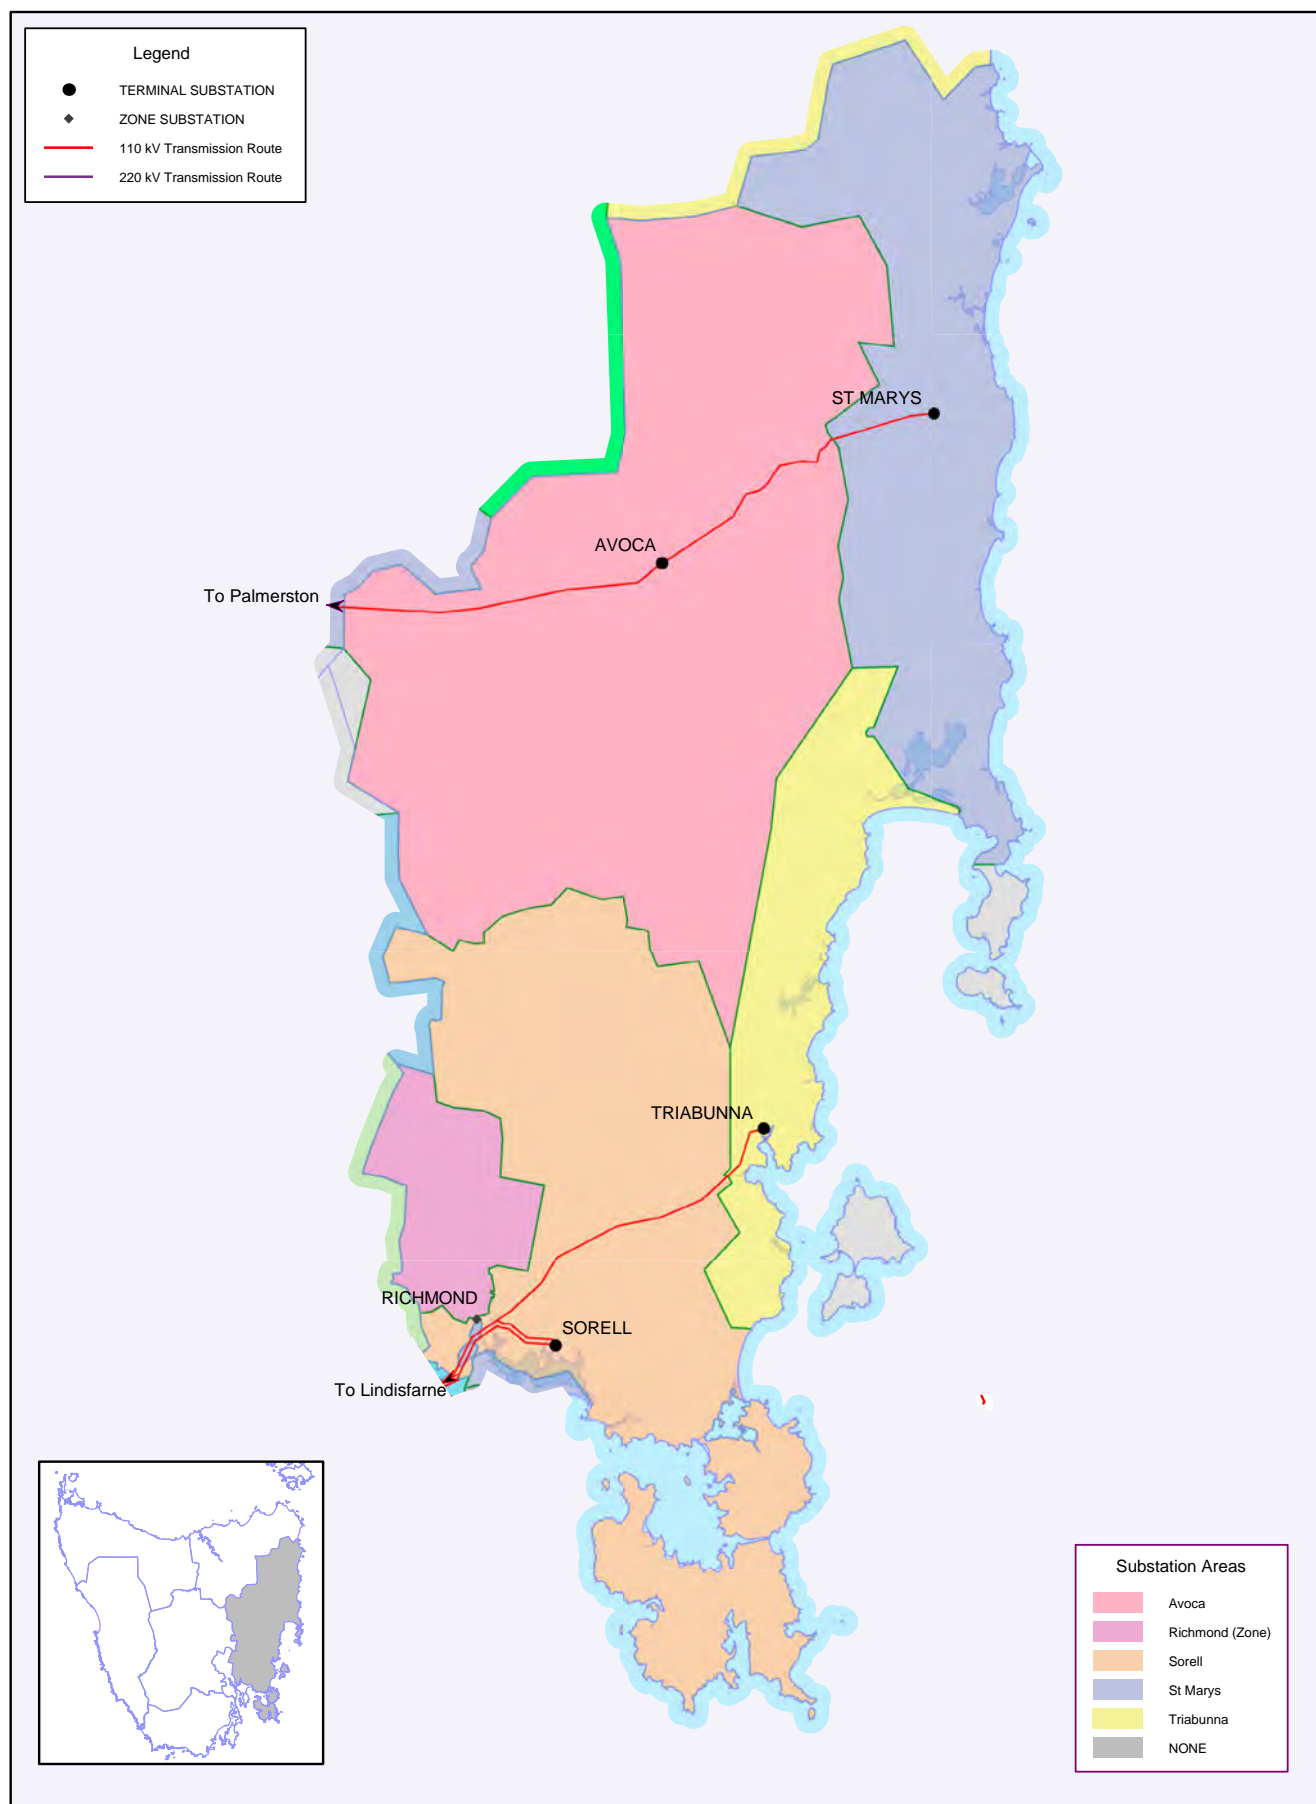 Legend
TERMINAL SUBSTATION
ZONE SUBSTATION
110 kV Transmission Route
220 kV Transmission Route
ST MARYS
AVOCA
To Palmerston
TRIABUNNA
RICHMOND
SORELL
To Lindisfarne
Substation Areas
Avoca
Richmond (Zone)
Sorell
St Marys
Triabunna
NONE